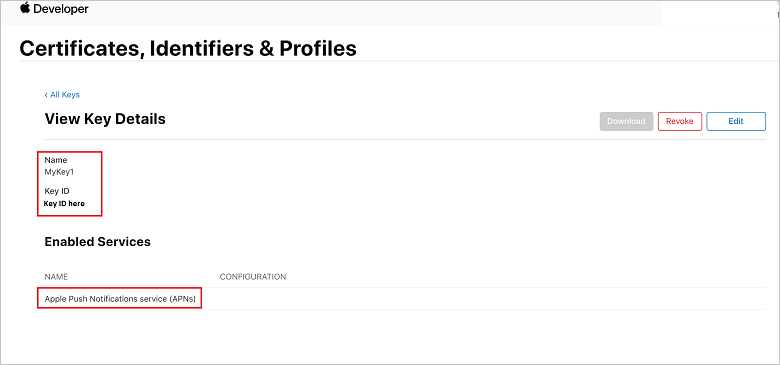 Developer
Certificates, Identifiers & Profiles
‹ All Keys
View Key Details
Download Revoke Edit
Name
MyKey1
Key ID
Key ID here
Enabled Services
NAME CONFIGURATION
Apple Push Notifications service (APNs)